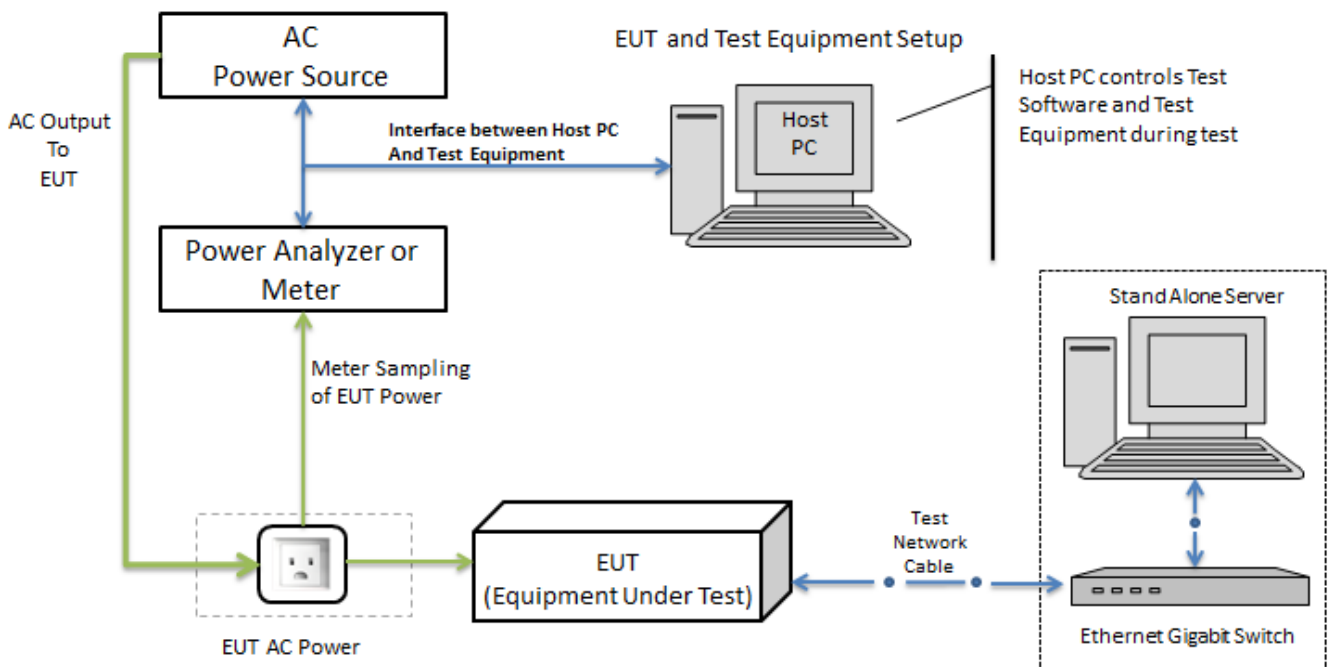 AC
Power Source
EUT and Test Equipment Setup
AC Output
To
EUT
Interface between Host PC
And Test Equipment
Host
PC
Host PC controls Test
Software and Test
Equipment during test
Power Analyzer or
Meter
Stand Alone Server
Meter Sampling
of EUT Power
EUT
(Equipment Under Test)
Test
Network
Cable
EUT AC Power
Ethernet Gigabit Switch